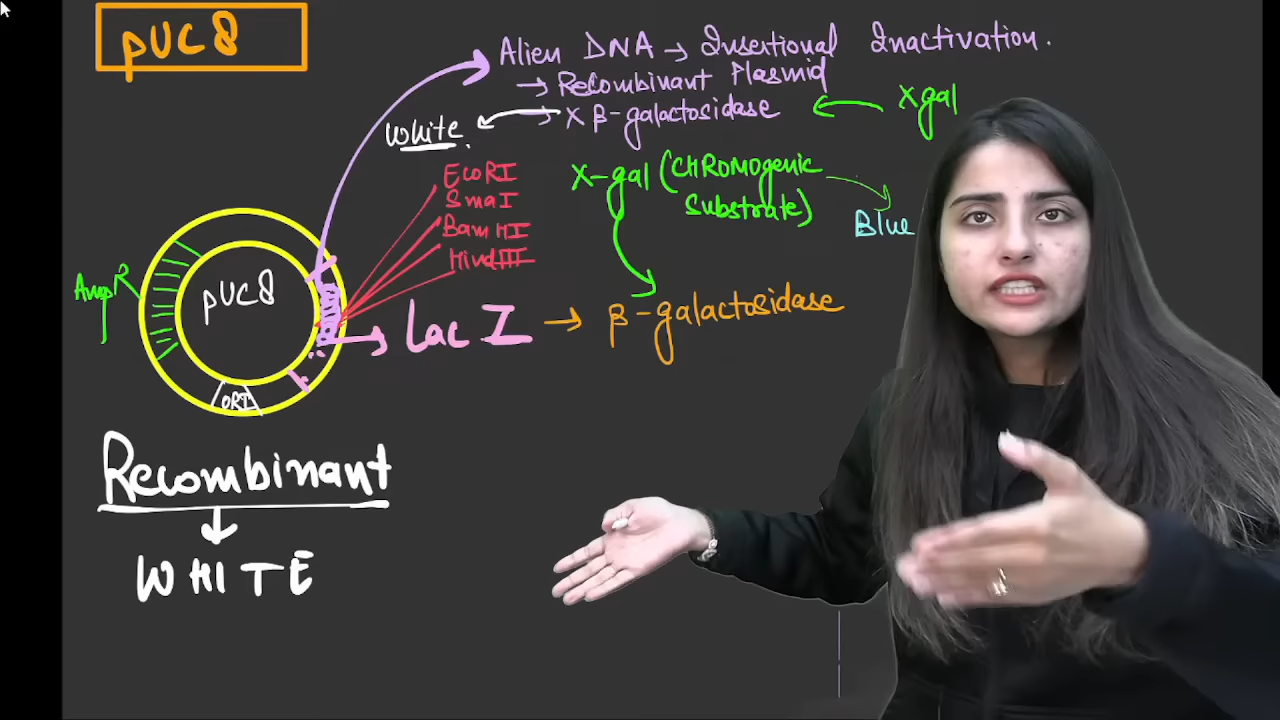 pUC8
Alien DNA → Insertional Inactivation.
→ Recombinant Plasmid
→ X β-galactosidase ← Xgal
White.
X-gal (CHROMOgenic
Substrate)
Blue
EcoRI
SmaI
BamHI
HindIII
AmpR
pUC8
Lac I → β-galactosidase
ORI
Recombinant
↓
WHITE